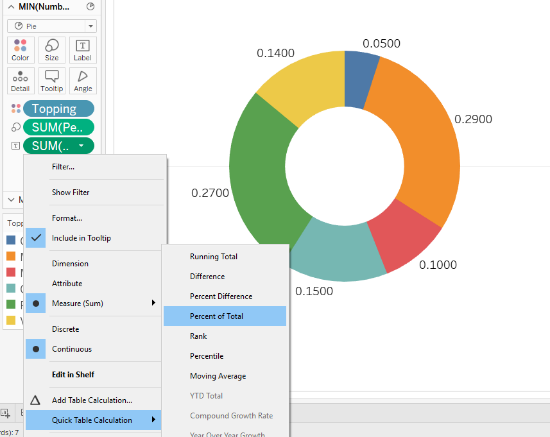 MIN(Numb..
Pie
Color Size Label
Detail Tooltip Angle
Topping
SUM(Pe..
SUM(..
Filter...
Show Filter
Format...
Include in Tooltip
Dimension
Attribute
Measure (Sum)
Discrete
Continuous
Edit in Shelf
Add Table Calculation...
Quick Table Calculation
Running Total
Difference
Percent Difference
Percent of Total
Rank
Percentile
Moving Average
YTD Total
Compound Growth Rate
Year Over Year Growth
0.0500
0.2900
0.1000
0.1500
0.2700
0.1400